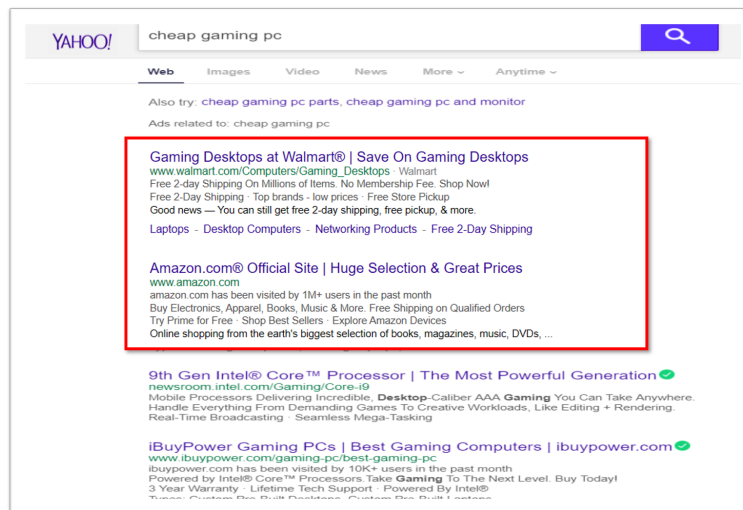 YAHOO!
cheap gaming pc
Web Images Video News More Anytime
Also try: cheap gaming pc parts, cheap gaming pc and monitor
Ads related to: cheap gaming pc
Gaming Desktops at Walmart® | Save On Gaming Desktops
www.walmart.com/Computers/Gaming_Desktops · Walmart
Free 2-day Shipping On Millions of Items. No Membership Fee. Shop Now!
Free 2-Day Shipping · Top brands - low prices · Free Store Pickup
Good news — You can still get free 2-day shipping, free pickup, & more.
Laptops - Desktop Computers - Networking Products - Free 2-Day Shipping
Amazon.com® Official Site | Huge Selection & Great Prices
www.amazon.com
amazon.com has been visited by 1M+ users in the past month
Buy Electronics, Apparel, Books, Music & More. Free Shipping on Qualified Orders
Try Prime for Free · Shop Best Sellers · Explore Amazon Devices
Online shopping from the earth's biggest selection of books, magazines, music, DVDs, ...
9th Gen Intel® Core™ Processor | The Most Powerful Generation
newsroom.intel.com/Gaming/Core-i9
Mobile Processors Delivering Incredible, Desktop-Caliber AAA Gaming You Can Take Anywhere.
Handle Everything From Demanding Games To Creative Workloads, Like Editing + Rendering.
Real-Time Broadcasting · Seamless Mega-Tasking
iBuyPower Gaming PCs | Best Gaming Computers | ibuypower.com
www.ibuypower.com/gaming-pc/best-gaming-pc
ibuypower.com has been visited by 10K+ users in the past month
Powered by Intel® Core™ Processors.Take Gaming To The Next Level. Buy Today!
3 Year Warranty · Lifetime Tech Support · Powered By Intel®
Types: Custom Pre-Built Desktops, Custom Pre-Built Laptops